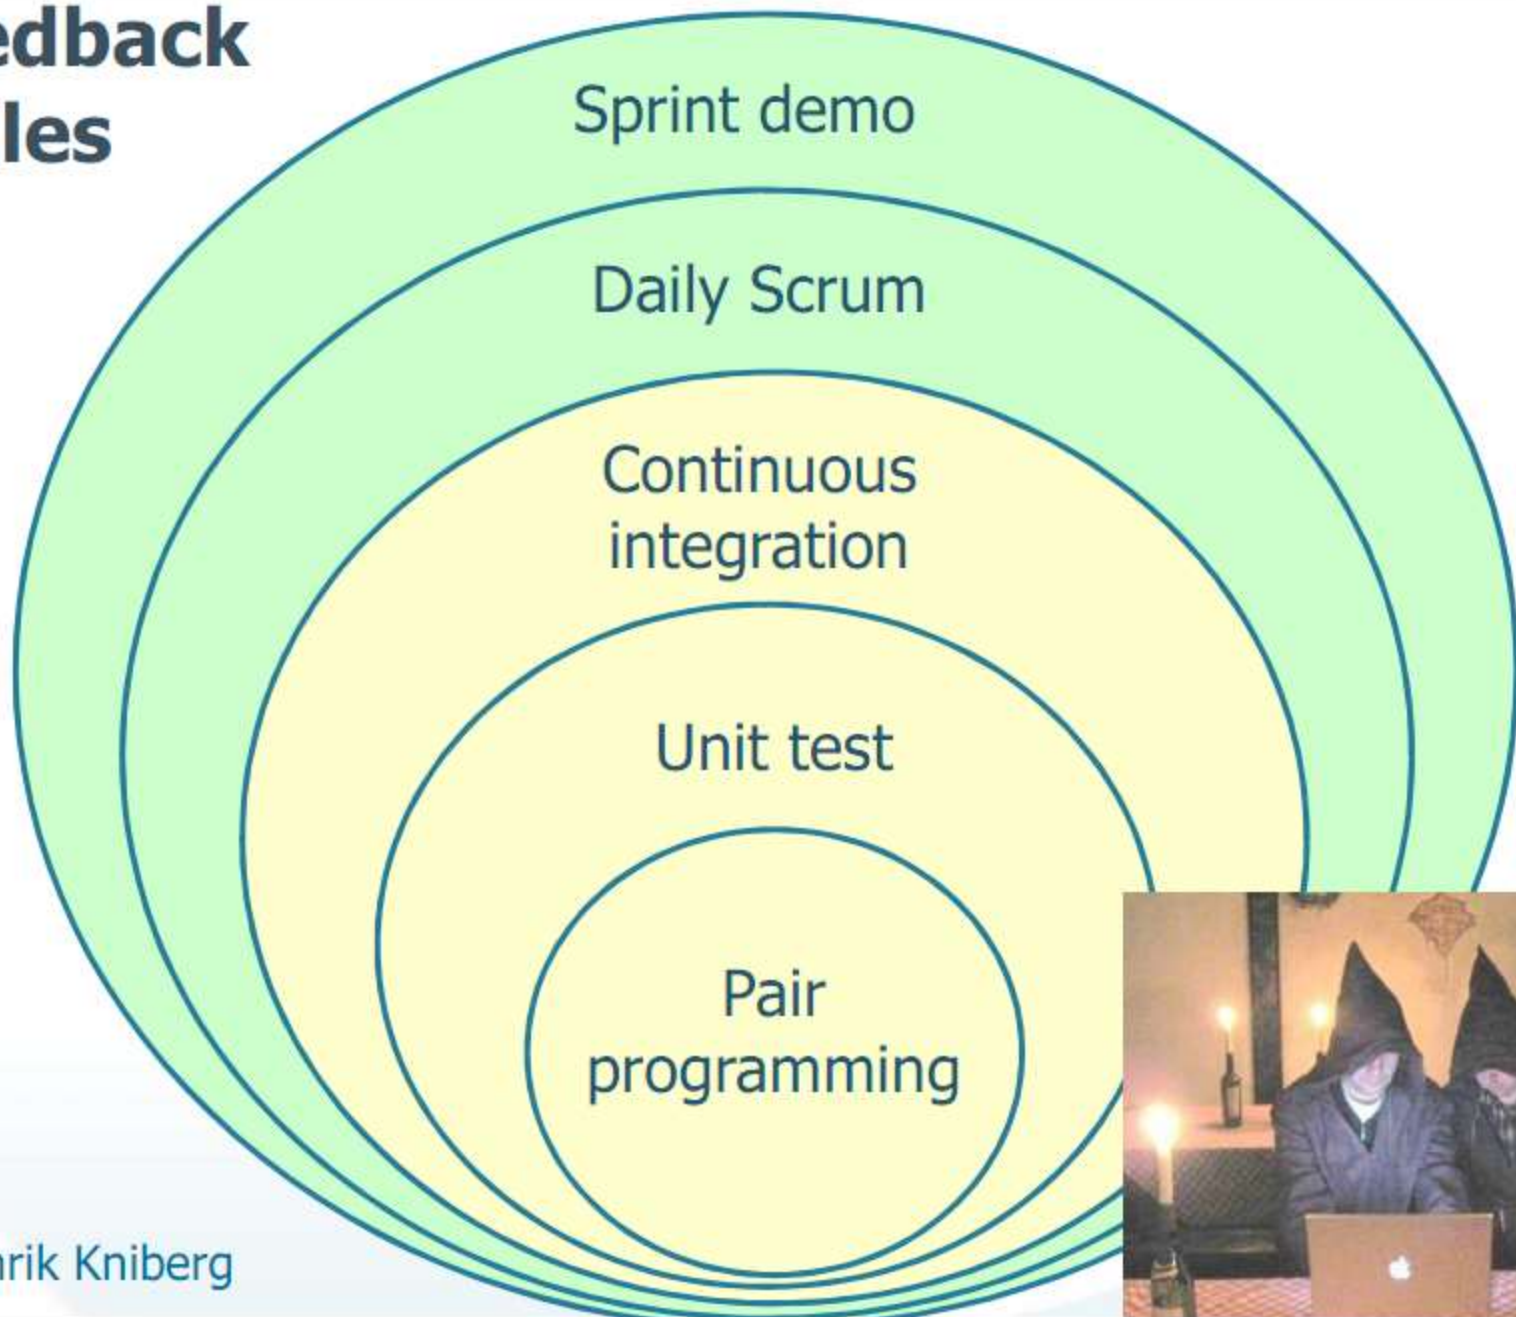 edback
les
Sprint demo
Daily Scrum
Continuous
integration
Unit test
Pair
programming
rik Kniberg